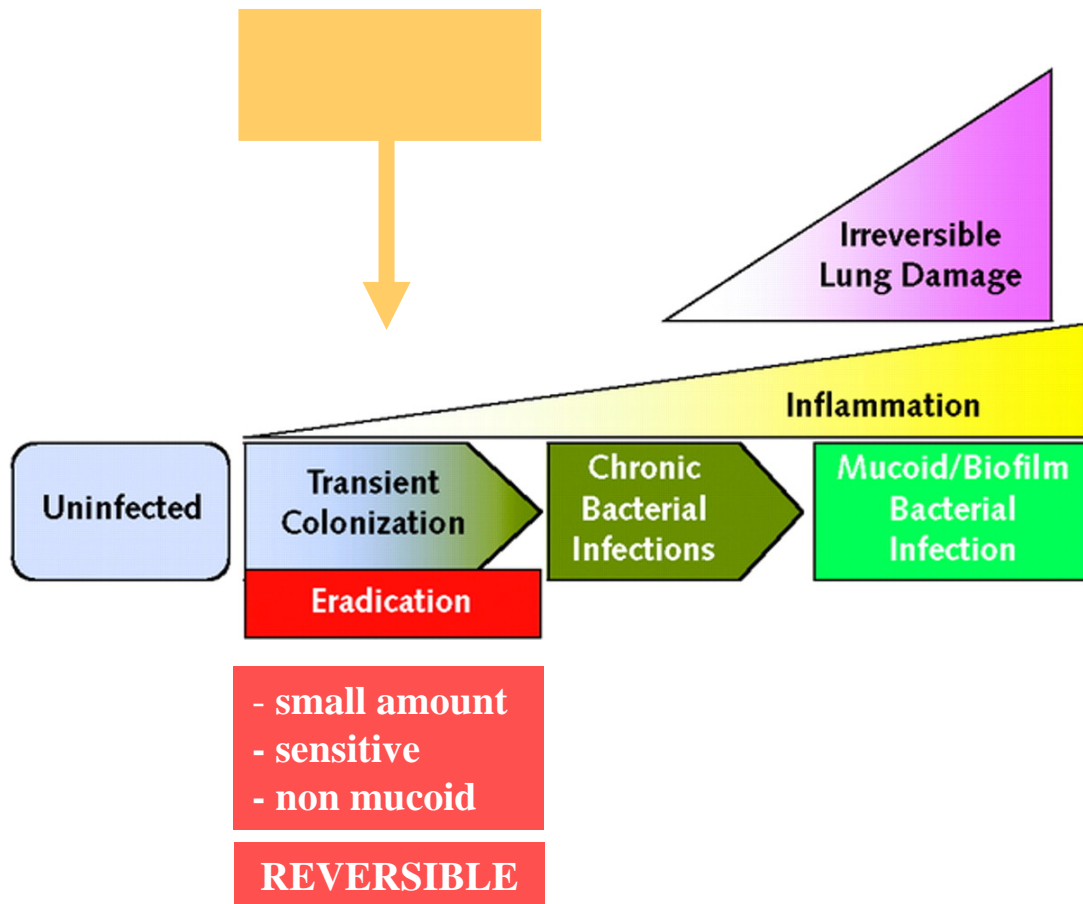 Irreversible
Lung Damage
Inflammation
Uninfected
Transient
Colonization
Chronic
Bacterial
Infections
Mucoid/Biofilm
Bacterial
Infection
Eradication
- small amount
- sensitive
- non mucoid
REVERSIBLE